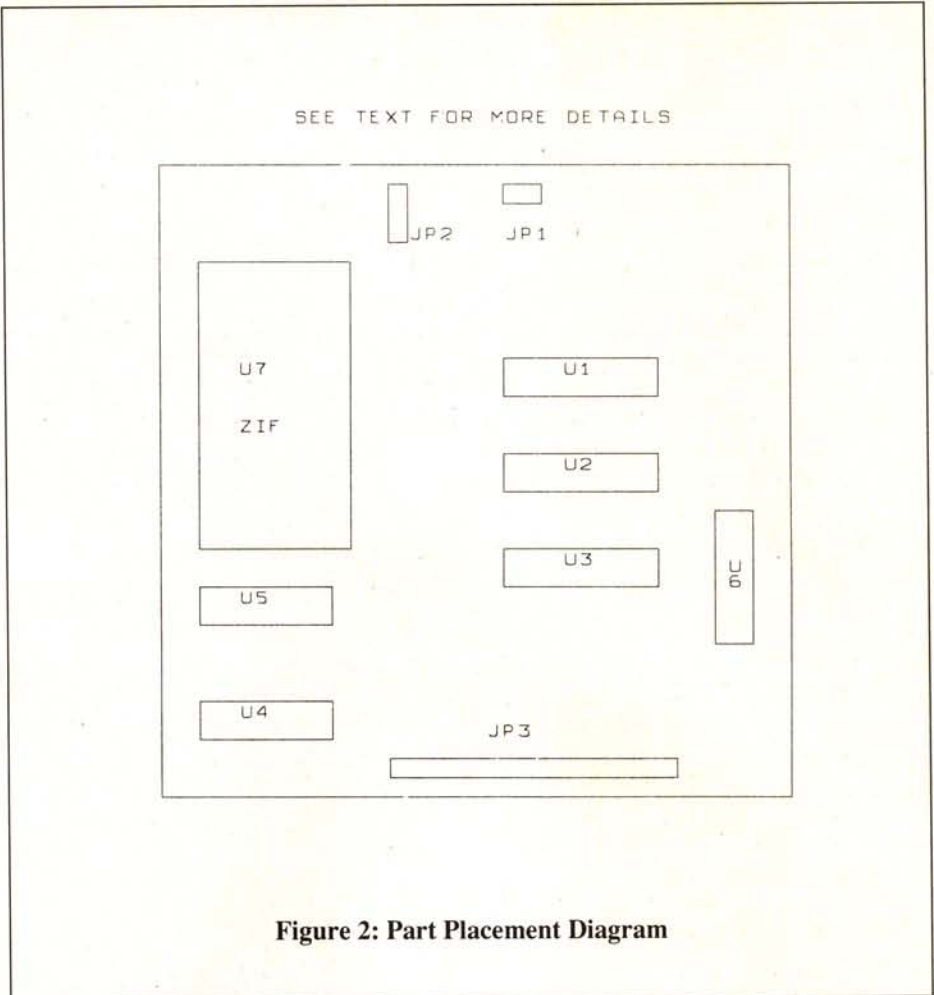 SEE TEXT FOR MORE DETAILS
JP2
JP1
U7
ZIF
U1
U2
U3
U6
U5
U4
JP3
Figure 2: Part Placement Diagram